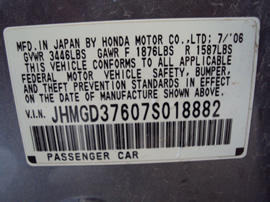 MFD. IN JAPAN BY HONDA MOTOR CO., LTD. 7/'06
GVWR 3446LBS GAWR F 1876LBS R 1587LBS
THIS VEHICLE CONFORMS TO ALL APPLICABLE
FEDERAL MOTOR VEHICLE SAFETY, BUMPER,
AND THEFT PREVENTION STANDARDS IN EFFECT
ON THE DATE OF MANUFACTURE SHOWN ABOVE.
V.I.N. JHMGD37607S018882
PASSENGER CAR